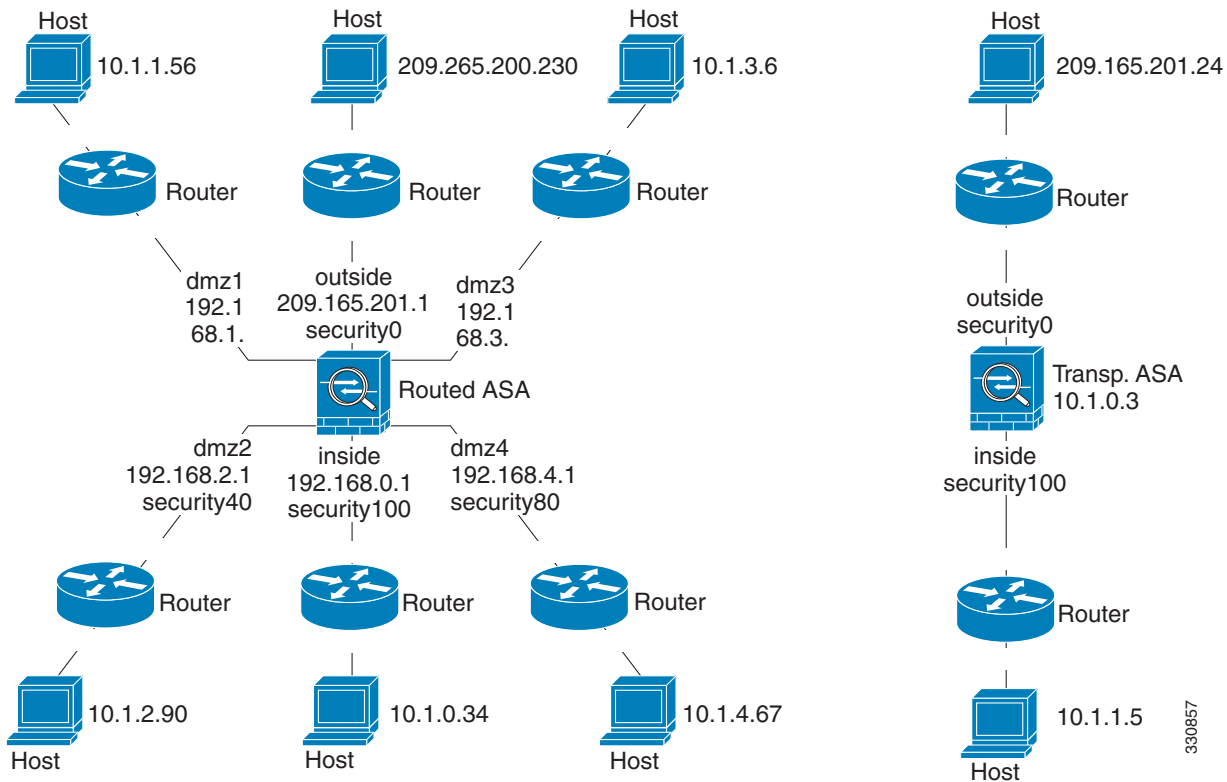 Host
10.1.1.56
Host
209.265.200.230
Host
10.1.3.6
Router
Router
Router
dmz1
192.1
68.1.
outside
209.165.201.1
security0
dmz3
192.1
68.3.
Routed ASA
dmz2
192.168.2.1
security40
inside
192.168.0.1
security100
dmz4
192.168.4.1
security80
Router
Router
Router
10.1.2.90
Host
10.1.0.34
Host
10.1.4.67
Host
Host
209.165.201.24
Router
outside
security0
Transp. ASA
10.1.0.3
inside
security100
Router
10.1.1.5
Host
330857